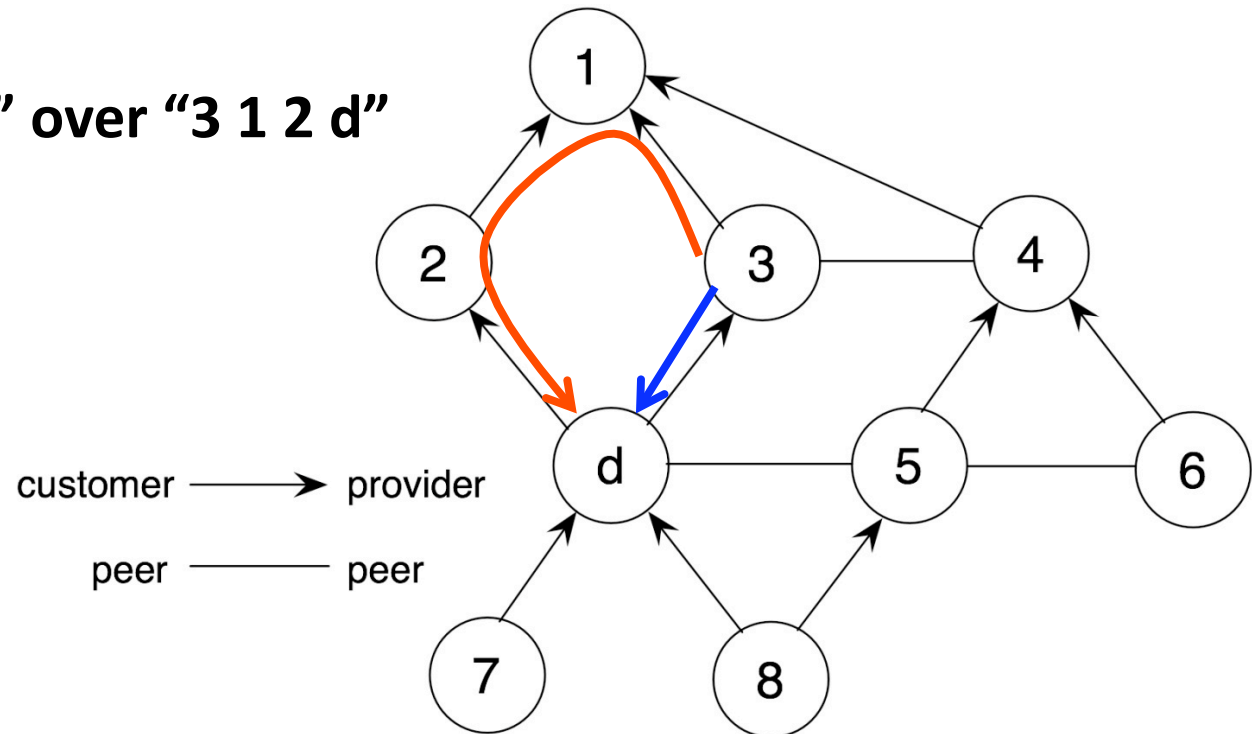 ” over “3 1 2 d”
1
2
3
4
d
5
6
customer
provider
peer
peer
7
8